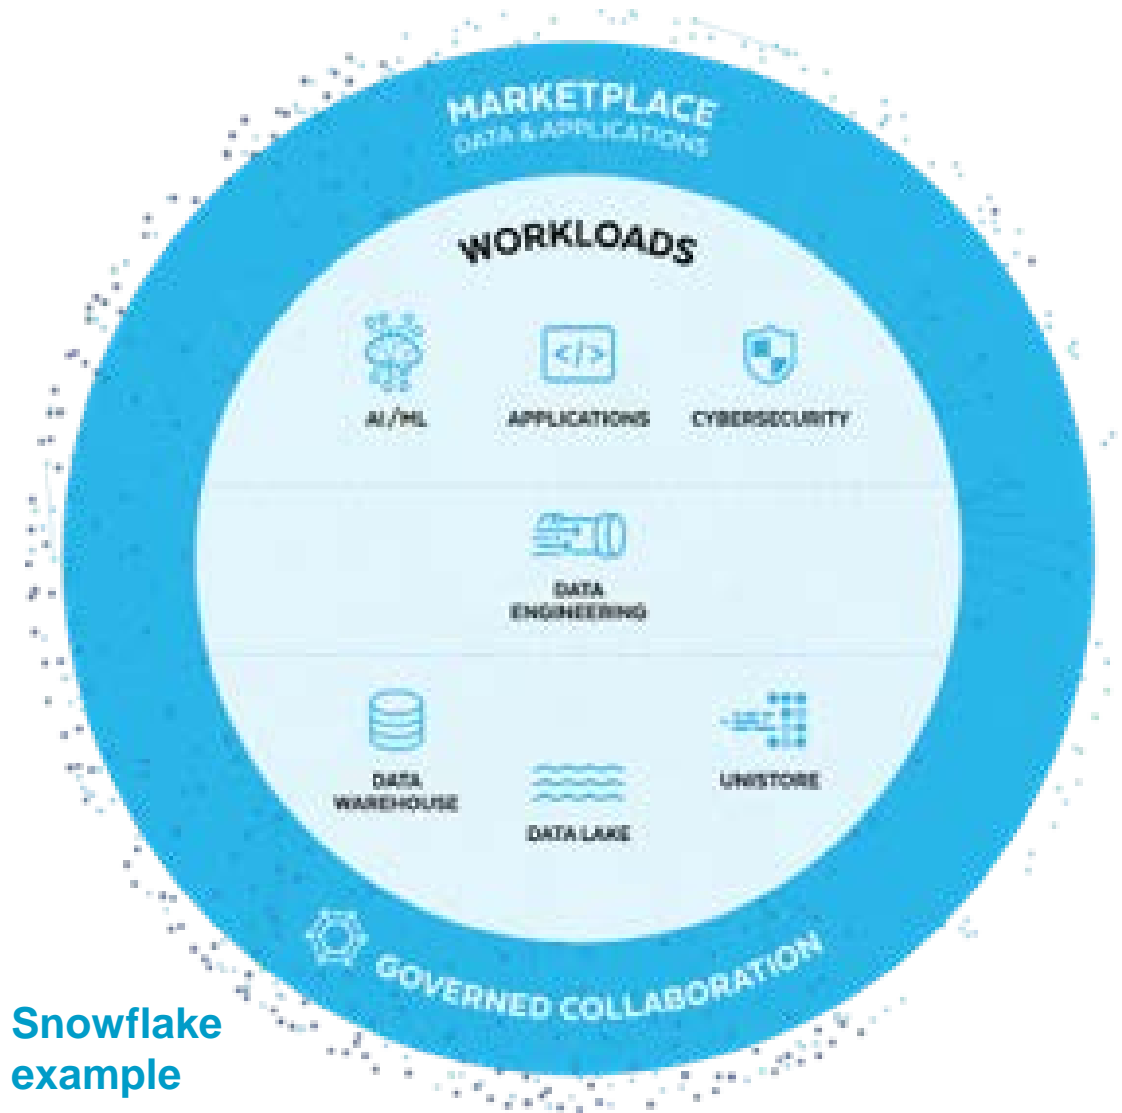 MARKETPLACE
DATA & APPLICATIONS
WORKLOADS
AI/ML
APPLICATIONS
CYBERSECURITY
DATA
ENGINEERING
DATA
WAREHOUSE
DATA LAKE
UNISTORE
GOVERNED COLLABORATION
Snowflake
example